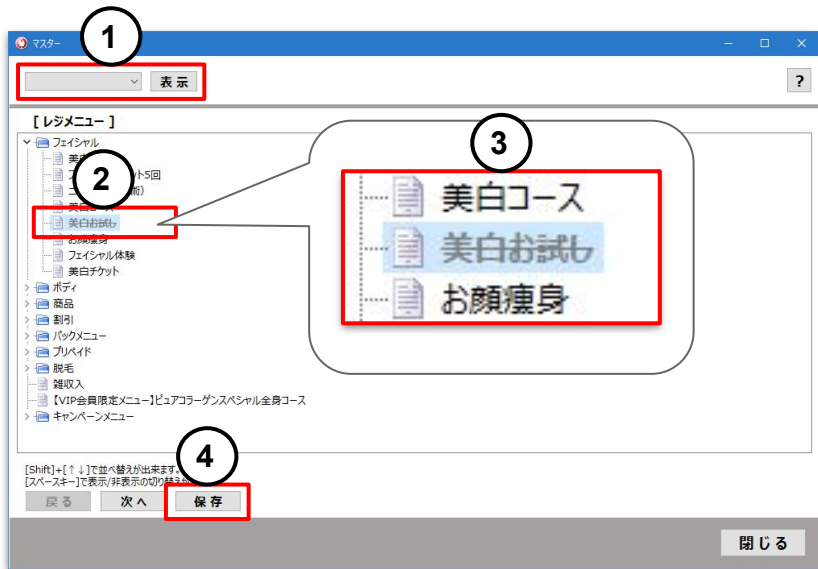 1
マスター
表示
?
[ レジメニュー ]
フェイシャル
美白
2
ット5回
美白お試し
お顔痩身
フェイシャル体験
美白チケット
ボディ
商品
割引
パックメニュー
プリペイド
脱毛
雑収入
【VIP会員限定メニュー】ピュアコラーゲンスペシャル全身コース
キャンペーンメニュー
3
美白コース
美白お試し
お顔痩身
4
[Shift]+[↑↓]で並べ替えが出来ます。
[スペースキー]で表示/非表示の切り替え
戻る
次へ
保存
閉じる